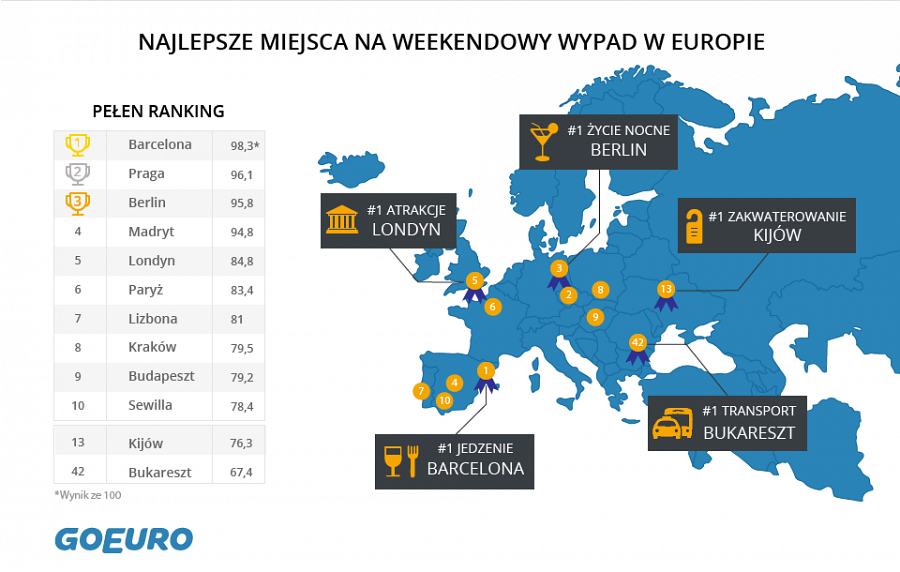 NAJLEPSZE MIEJSCA NA WEEKENDOWY WYPAD W EUROPIE
PEŁEN RANKING
1 Barcelona 98,3*
2 Praga 96,1
3 Berlin 95,8
4 Madryt 94,8
5 Londyn 84,8
6 Paryż 83,4
7 Lizbona 81
8 Kraków 79,5
9 Budapeszt 79,2
10 Sewilla 78,4
13 Kijów 76,3
42 Bukareszt 67,4
*Wynik ze 100
GOEURO
#1 ŻYCIE NOCNE
BERLIN
#1 ATRAKCJE
LONDYN
#1 ZAKWATEROWANIE
KIJÓW
3
5
2
8
13
6
9
42
1
7
4
10
#1 TRANSPORT
BUKARESZT
#1 JEDZENIE
BARCELONA